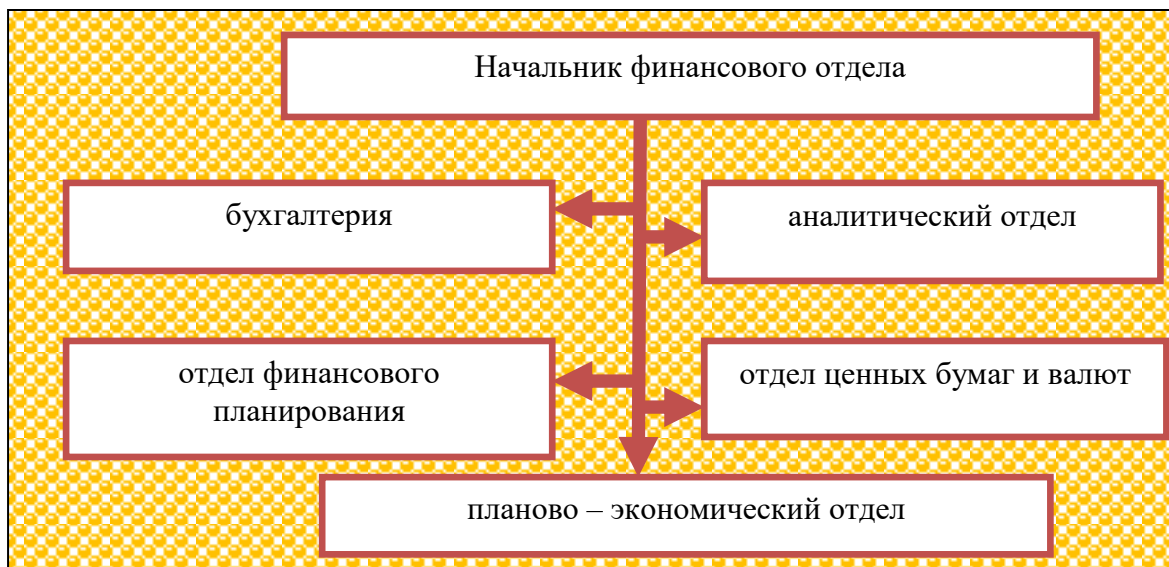 Начальник финансового отдела
бухгалтерия
аналитический отдел
отдел финансового
планирования
отдел ценных бумаг и валют
планово – экономический отдел